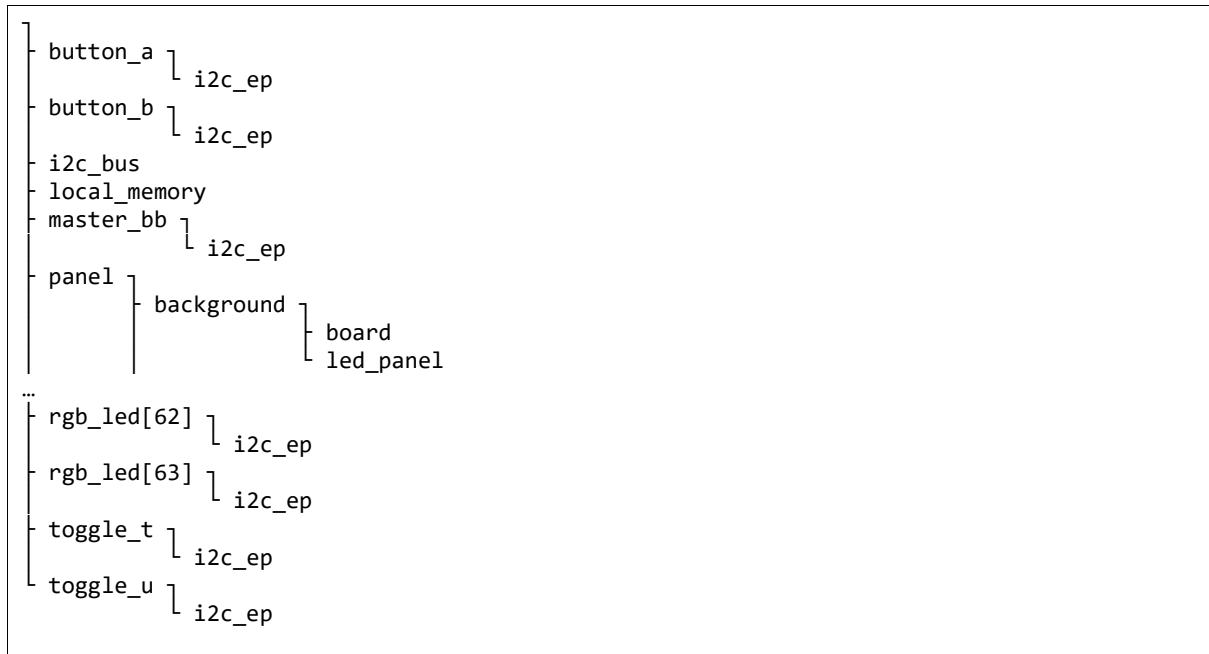 ┐
├ button_a ┐
│          └ i2c_ep
├ button_b ┐
│          └ i2c_ep
├ i2c_bus
├ local_memory
├ master_bb ┐
│           └ i2c_ep
├ panel ┐
│       ├ background ┐
│       │            ├ board
│       │            └ led_panel
…
├ rgb_led[62] ┐
│             └ i2c_ep
├ rgb_led[63] ┐
│             └ i2c_ep
├ toggle_t ┐
│          └ i2c_ep
└ toggle_u ┐
           └ i2c_ep